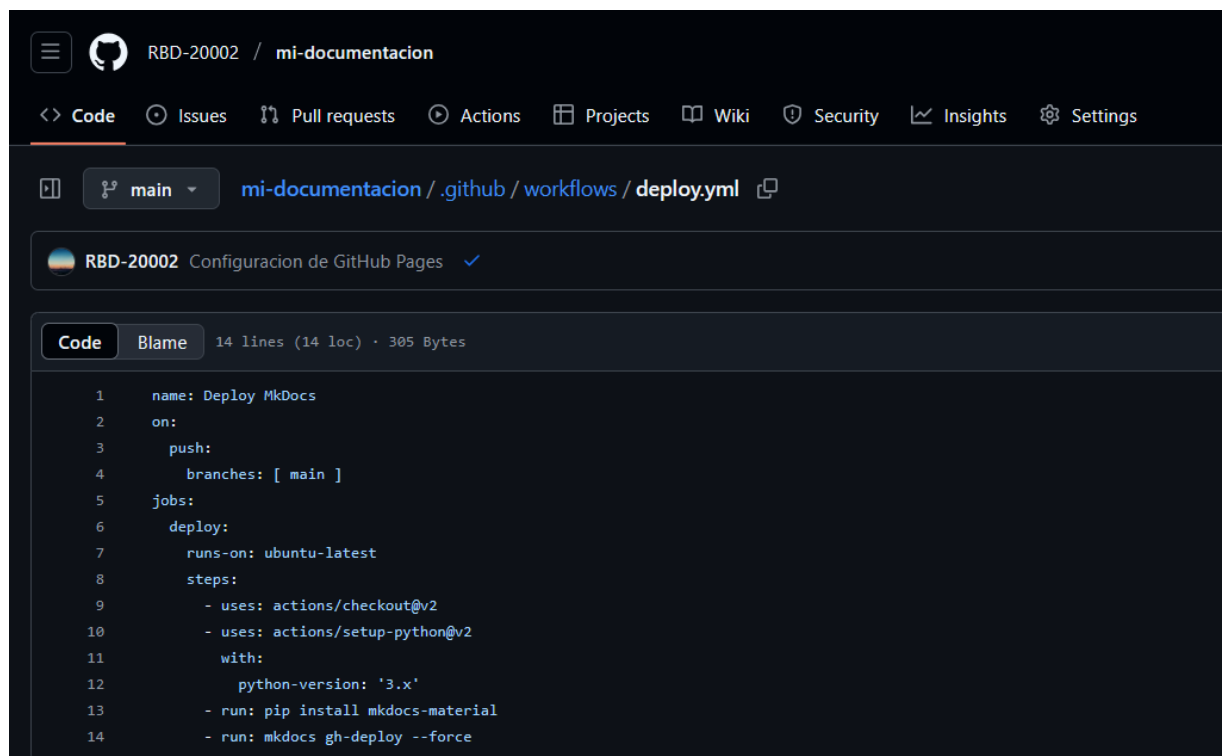 RBD-20002 / mi-documentacion
Code Issues Pull requests Actions Projects Wiki Security Insights Settings
main mi-documentacion / .github / workflows / deploy.yml
RBD-20002 Configuracion de GitHub Pages
Code Blame 14 lines (14 loc) · 305 Bytes
1 name: Deploy MkDocs
2 on:
3   push:
4     branches: [ main ]
5 jobs:
6   deploy:
7     runs-on: ubuntu-latest
8     steps:
9       - uses: actions/checkout@v2
10       - uses: actions/setup-python@v2
11         with:
12           python-version: '3.x'
13       - run: pip install mkdocs-material
14       - run: mkdocs gh-deploy --force